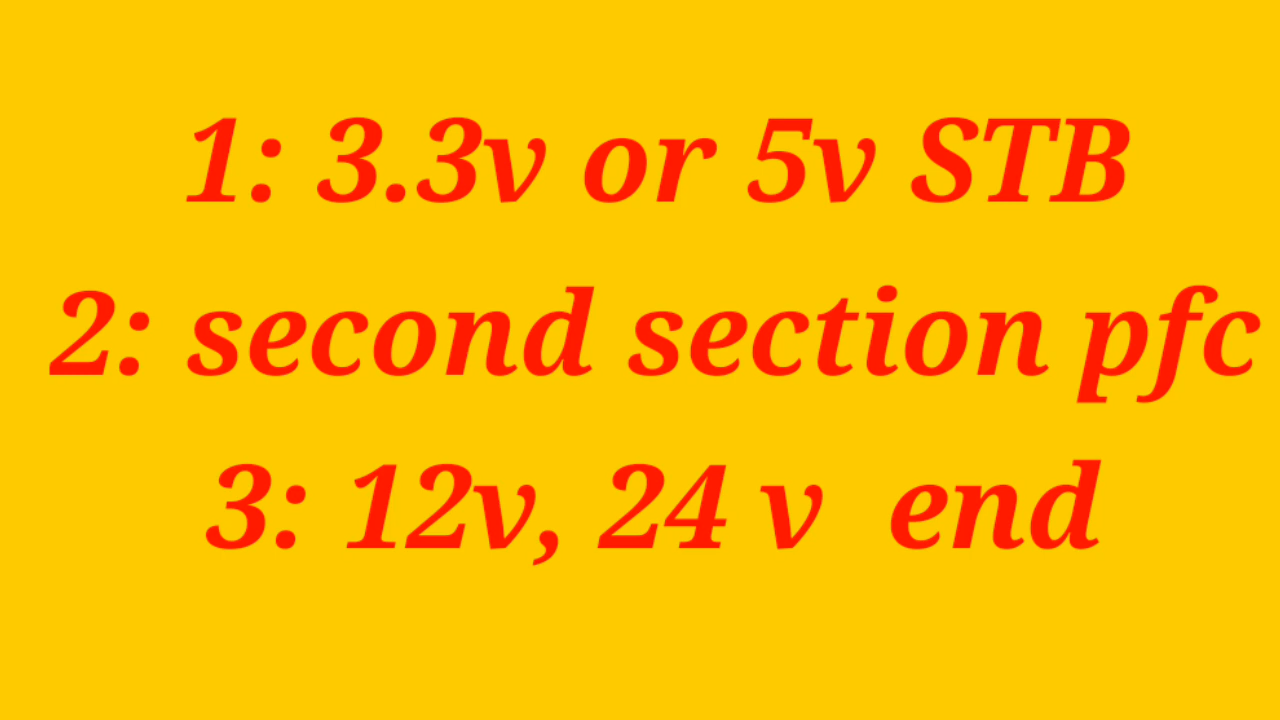 1: 3.3v or 5v STB
2: second section pfc
3: 12v, 24 v  end